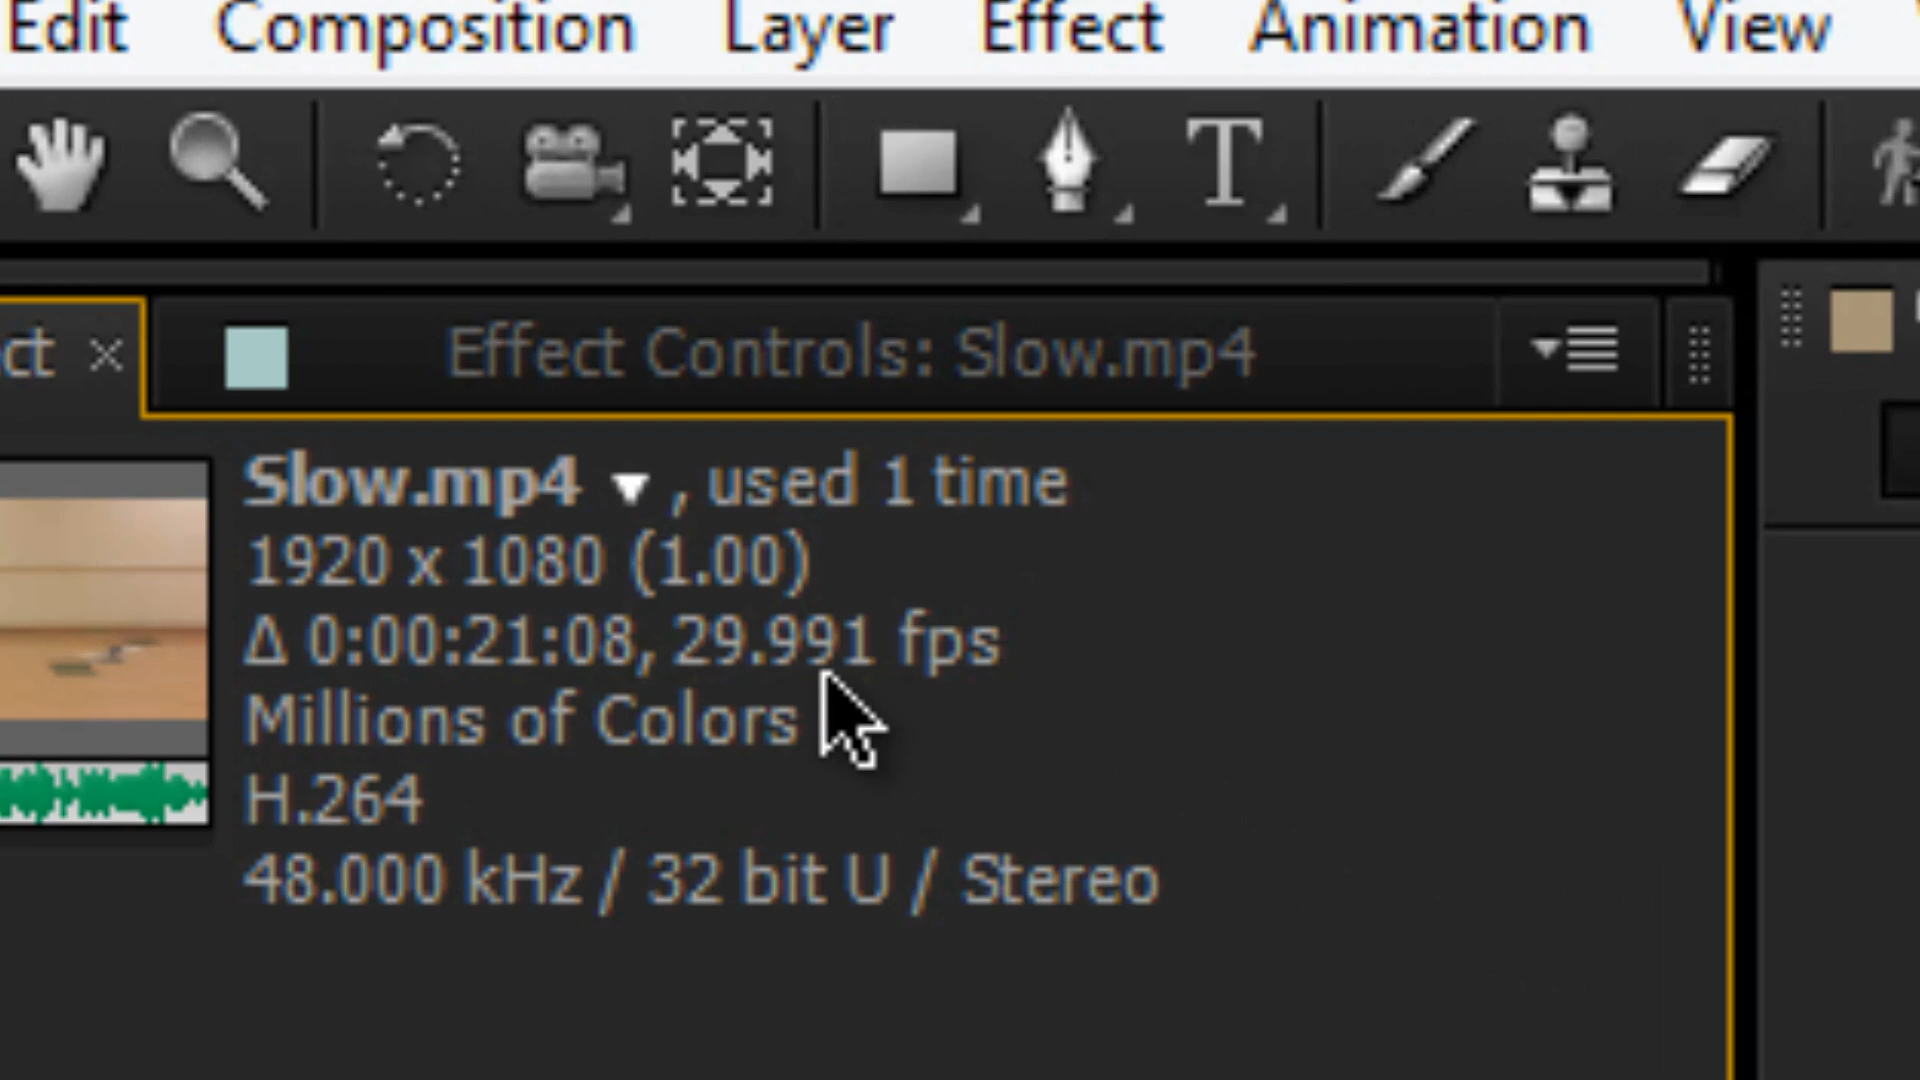 Edit Composition Layer Effect Animation View
T
ct × Effect Controls: Slow.mp4
Slow.mp4 ▼ , used 1 time
1920 x 1080 (1.00)
Δ 0:00:21:08, 29.991 fps
Millions of Colors
H.264
48.000 kHz / 32 bit U / Stereo